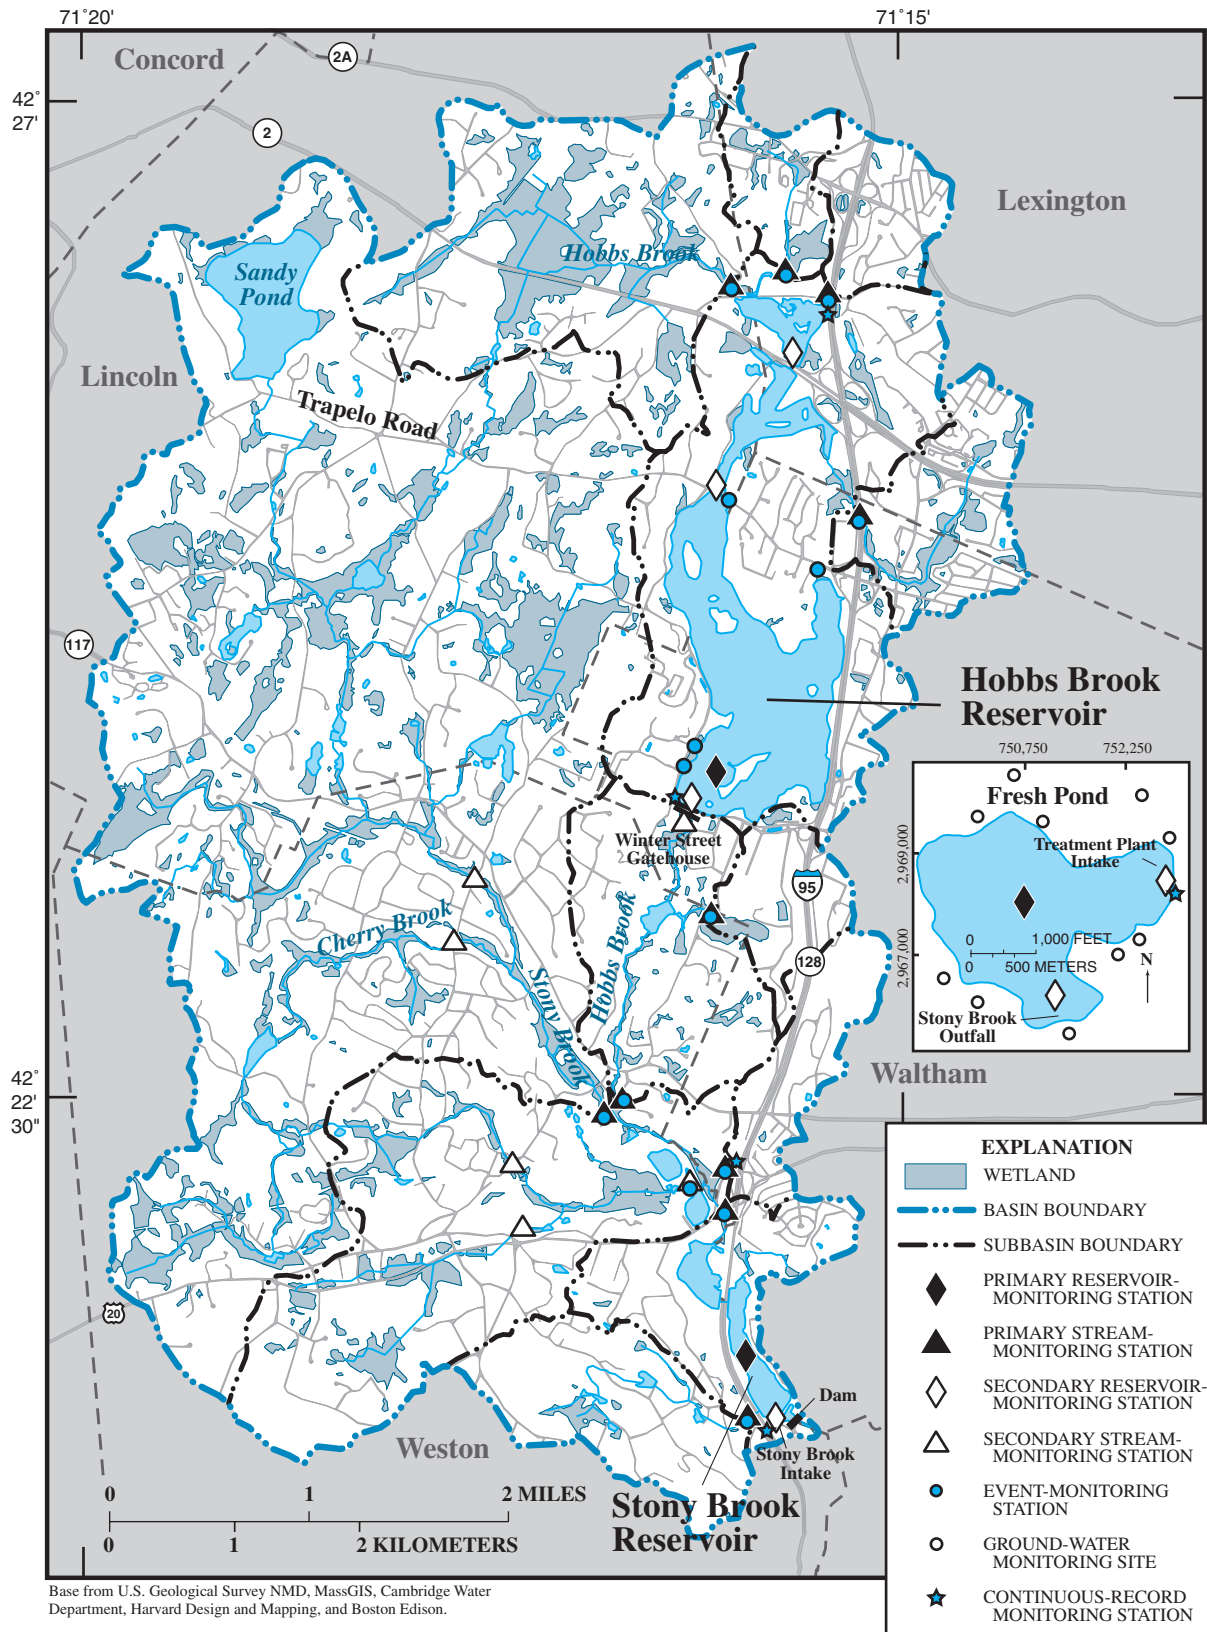 71°20'
71°15'
Concord
2A
42°
27'
2
Lexington
Hobbs Brook
Sandy
Pond
Lincoln
Trapelo Road
117
Hobbs Brook
Reservoir
750,750
752,250
Fresh Pond
Treatment Plant
Intake
2,969,000
2,967,000
0
1,000 FEET
0
500 METERS
N
Stony Brook
Outfall
Winter Street
Gatehouse
95
Cherry Brook
Hobbs Brook
Stony Brook
128
42°
22'
30"
Waltham
20
Weston
Dam
Stony Brook
Intake
Stony Brook
Reservoir
0
1
2 MILES
0
1
2 KILOMETERS
EXPLANATION
WETLAND
BASIN BOUNDARY
SUBBASIN BOUNDARY
PRIMARY RESERVOIR-
MONITORING STATION
PRIMARY STREAM-
MONITORING STATION
SECONDARY RESERVOIR-
MONITORING STATION
SECONDARY STREAM-
MONITORING STATION
EVENT-MONITORING
STATION
GROUND-WATER
MONITORING SITE
CONTINUOUS-RECORD
MONITORING STATION
Base from U.S. Geological Survey NMD, MassGIS, Cambridge Water
Department, Harvard Design and Mapping, and Boston Edison.